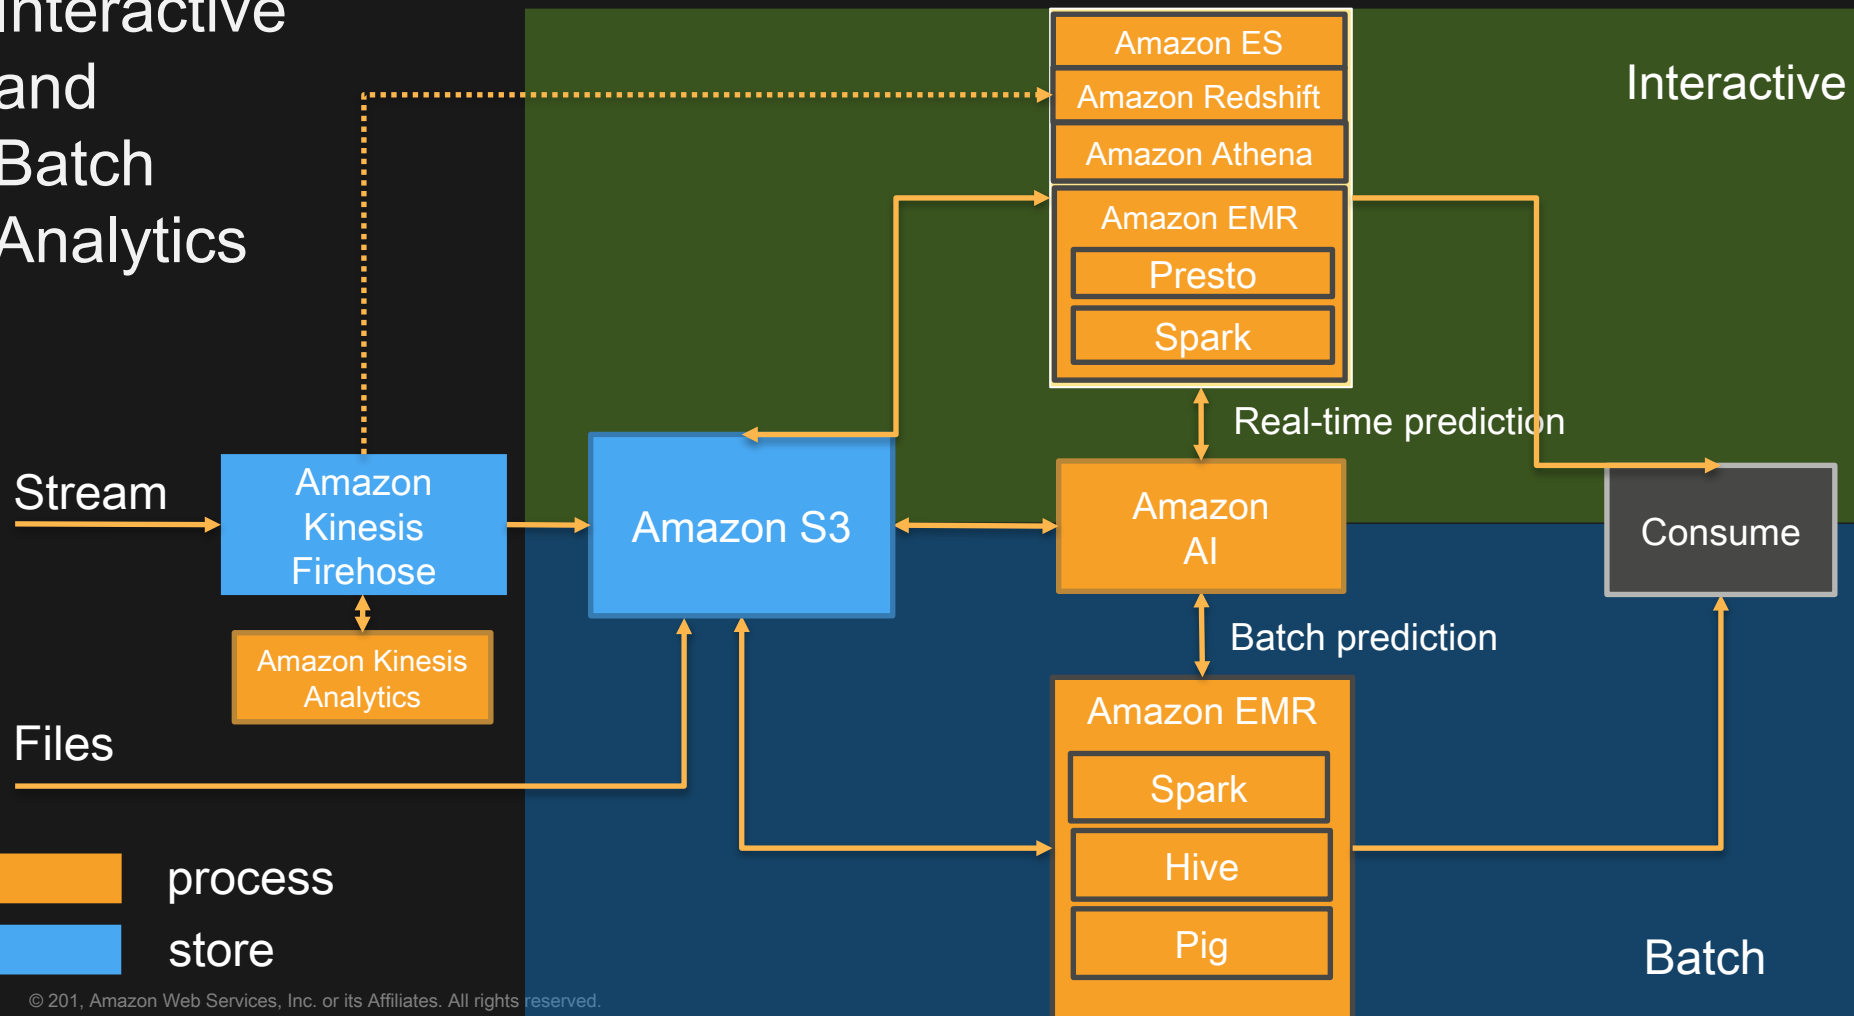 Interactive
and
Batch
Analytics
Amazon ES
Amazon Redshift
Amazon Athena
Amazon EMR
Presto
Spark
Interactive
Real-time prediction
Stream
Amazon
Kinesis
Firehose
Amazon S3
Amazon
AI
Consume
Amazon Kinesis
Analytics
Batch prediction
Files
Amazon EMR
Spark
Hive
Pig
process
store
Batch
© 201, Amazon Web Services, Inc. or its Affiliates. All rights reserved.